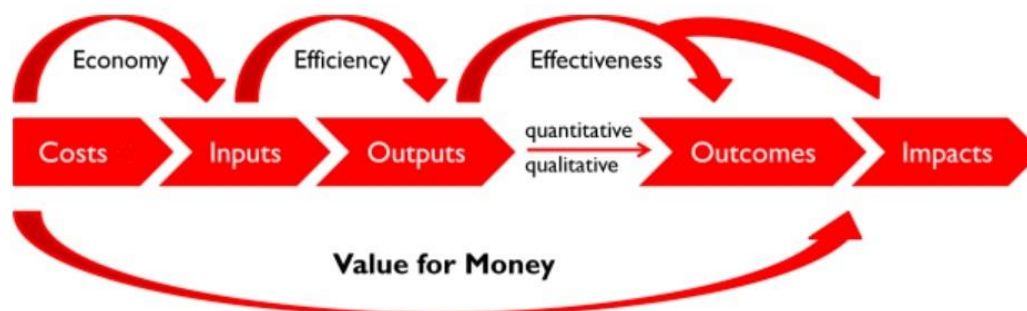 Economy
Efficiency
Effectiveness
Costs
Inputs
Outputs
quantitative
qualitative
Outcomes
Impacts
Value for Money